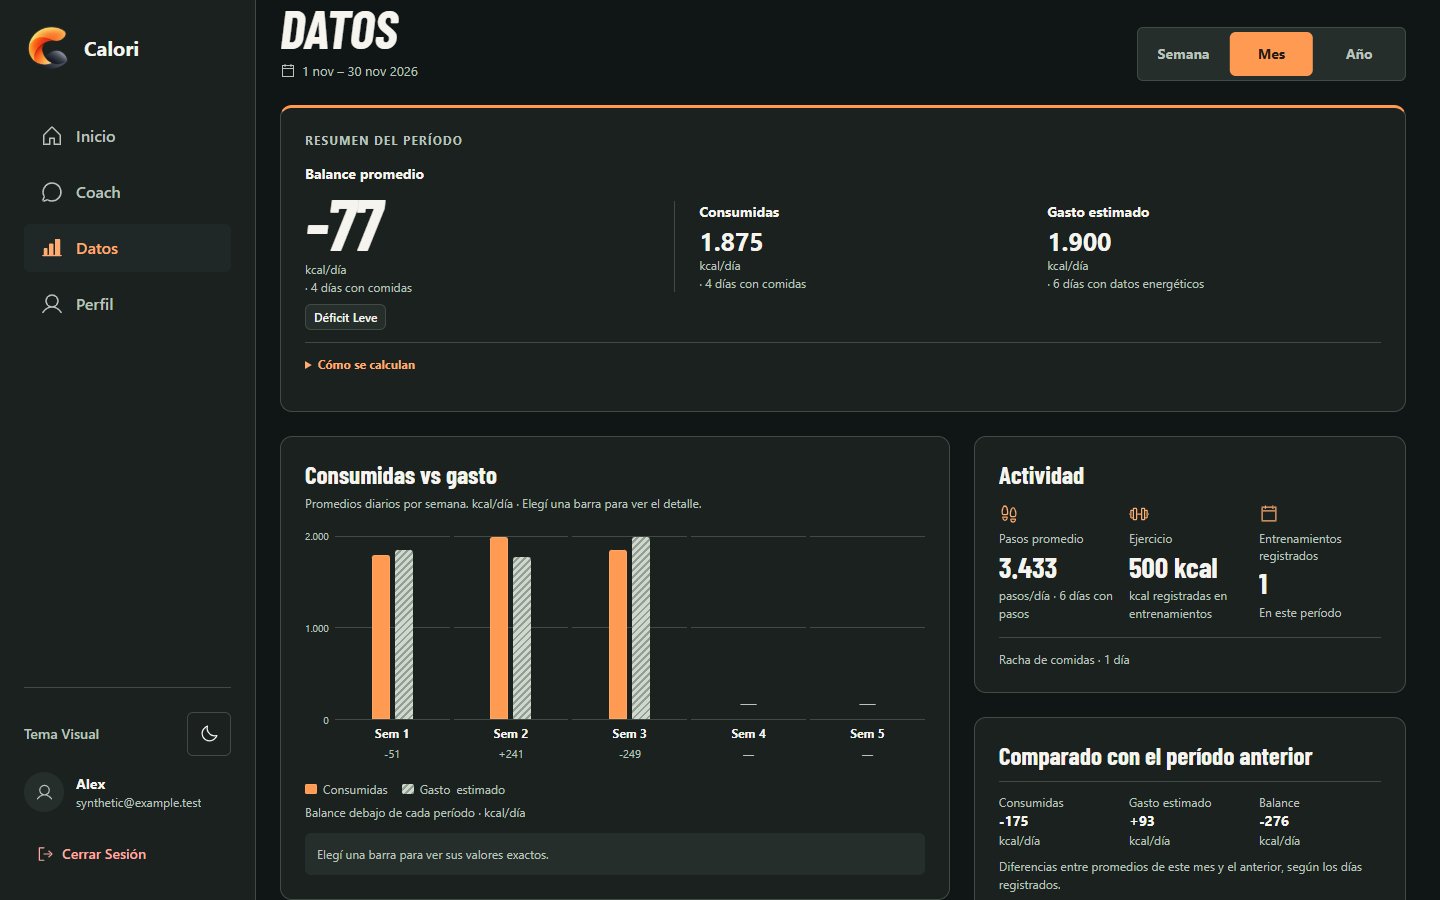 Calori
Inicio
Coach
Datos
Perfil
Tema Visual
Alex
synthetic@example.test
Cerrar Sesión
DATOS
1 nov – 30 nov 2026
Semana
Mes
Año
RESUMEN DEL PERÍODO
Balance promedio
-77
kcal/día
· 4 días con comidas
Déficit Leve
Consumidas
1.875
kcal/día
· 4 días con comidas
Gasto estimado
1.900
kcal/día
· 6 días con datos energéticos
Cómo se calculan
Consumidas vs gasto
Promedios diarios por semana. kcal/día · Elegí una barra para ver el detalle.
2.000
1.000
0
Sem 1
Sem 2
Sem 3
Sem 4
Sem 5
-51
+241
-249
—
—
Consumidas
Gasto estimado
Balance debajo de cada período · kcal/día
Elegí una barra para ver sus valores exactos.
Actividad
Pasos promedio
3.433
pasos/día · 6 días con
pasos
Ejercicio
500 kcal
kcal registradas en
entrenamientos
Entrenamientos
registrados
1
En este período
Racha de comidas · 1 día
Comparado con el período anterior
Consumidas
-175
kcal/día
Gasto estimado
+93
kcal/día
Balance
-276
kcal/día
Diferencias entre promedios de este mes y el anterior, según los días
registrados.